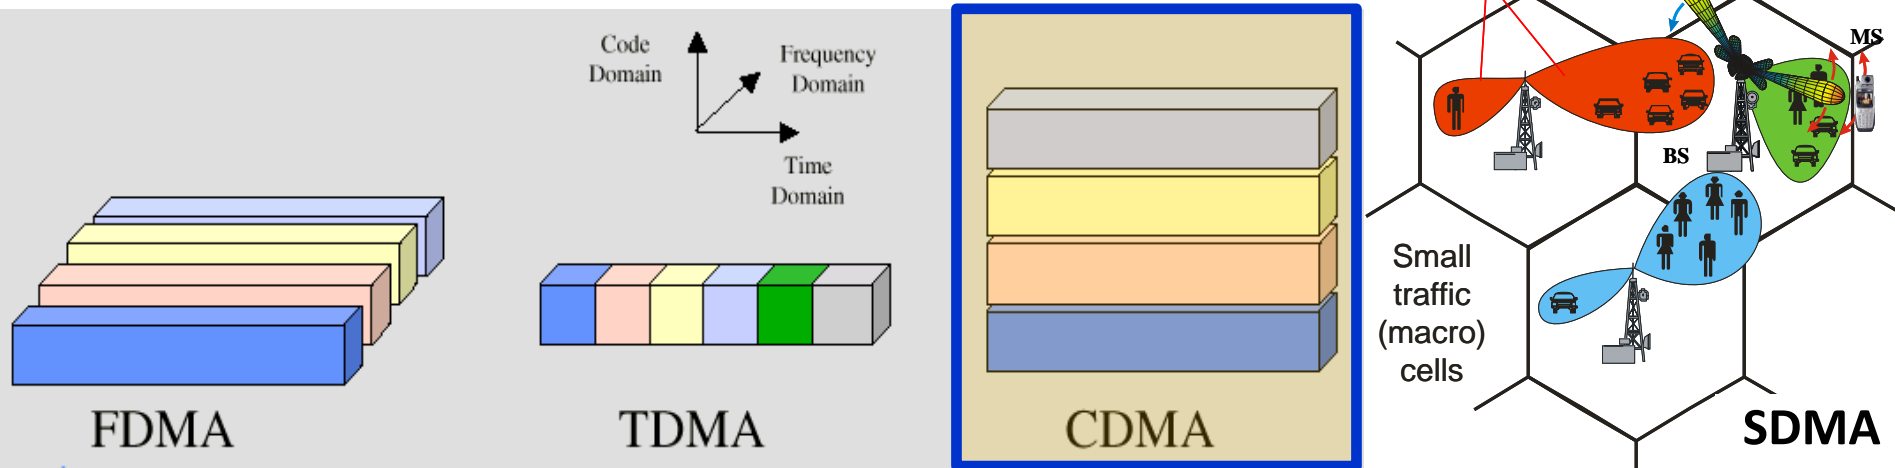 Code
Domain
Frequency
Domain
Time
Domain
FDMA
TDMA
CDMA
MS
BS
Small
traffic
(macro)
cells
SDMA